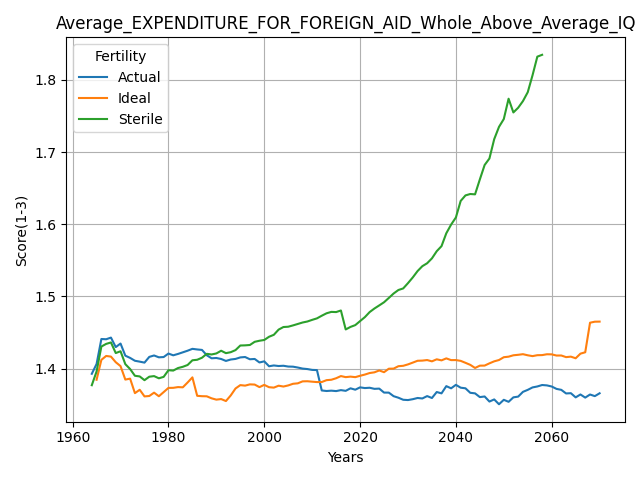 Average_EXPENDITURE_FOR_FOREIGN_AID_Whole_Above_Average_IQ
Fertility
Actual
Ideal
Sterile
Score(1-3)
1.8
1.7
1.6
1.5
1.4
1960
1980
2000
2020
2040
2060
Years